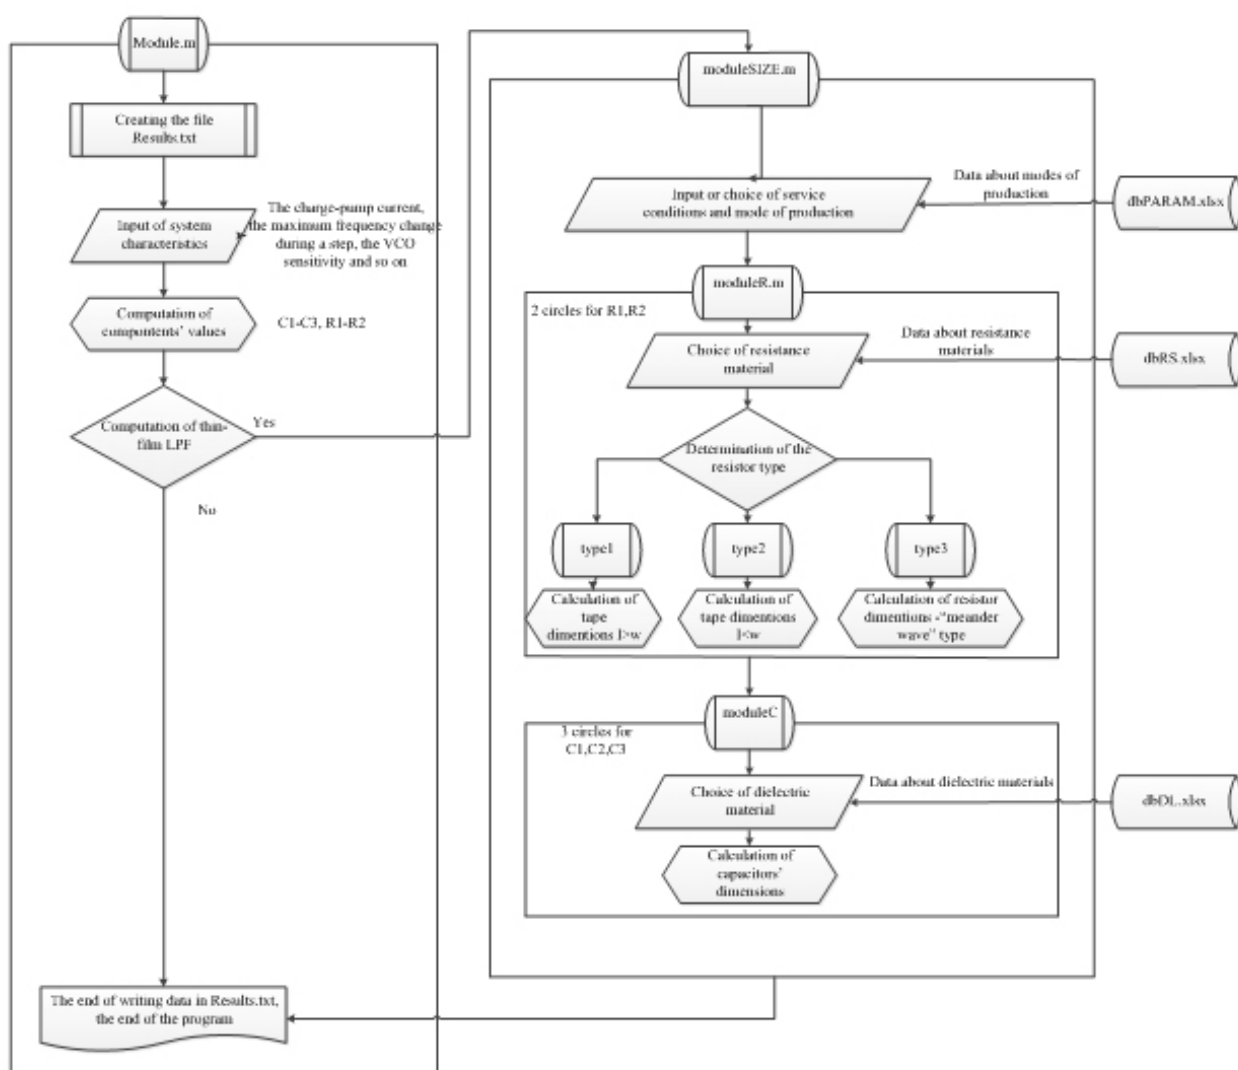 Module.m
Creating the file
Results.txt
Input of system
characteristics
The charge-pump current,
the maximum frequency change
during a step, the VCO
sensitivity and so on
Computation of
compontents' values
C1-C3, R1-R2
Computation of thin-
film LPF
Yes
No
The end of writing data in Results.txt,
the end of the program
moduleSIZE.m
Input or choice of service
conditions and mode of production
Data about modes of
production
dbPARAM.xlsx
moduleR.m
2 circles for R1,R2
Choice of resistance
material
Data about resistance
materials
dbRS.xlsx
Determination of the
resistor type
type1
type2
type3
Calculation of
tape
dimentions l>w
Calculation of
tape dimentions
l<w
Calculation of resistor
dimentions -"meander
wave" type
moduleC
3 circles for
C1,C2,C3
Choice of dielectric
material
Data about dielectric materials
dbDL.xlsx
Calculation of
capacitors'
dimensions